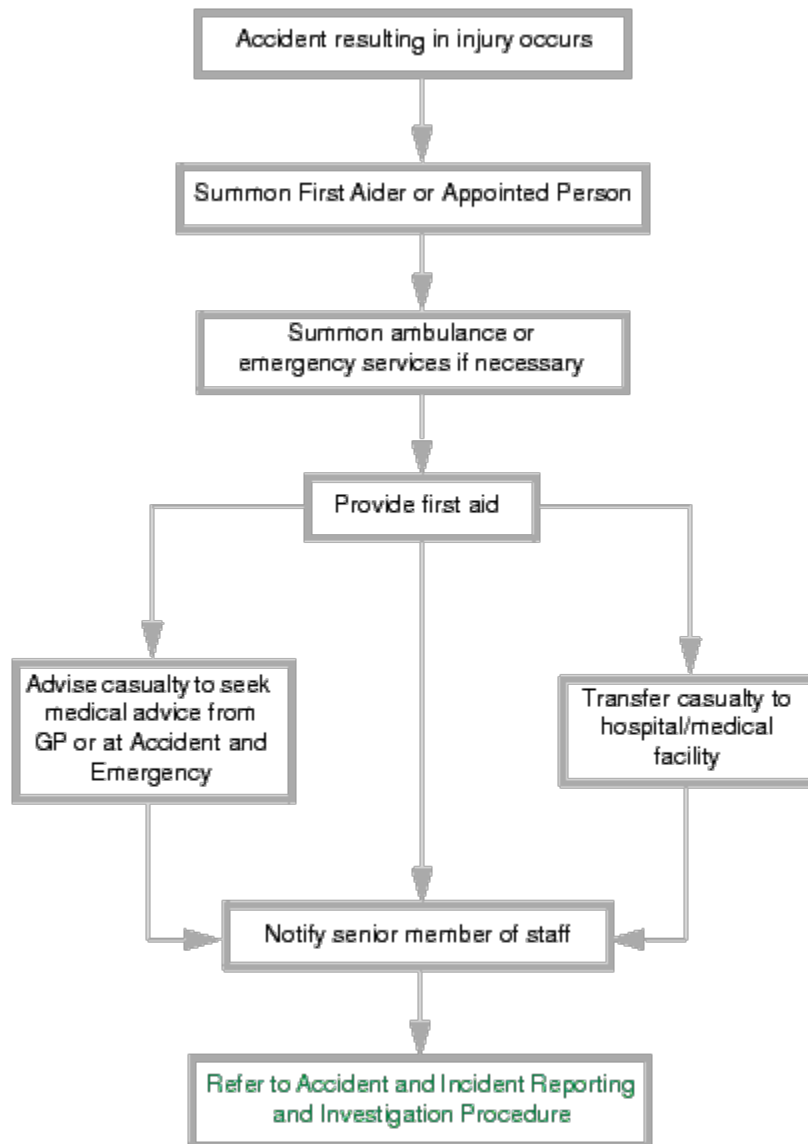 Accident resulting in injury occurs
Summon First Aider or Appointed Person
Summon ambulance or
emergency services if necessary
Provide first aid
Advise casualty to seek
medical advice from
GP or at Accident and
Emergency
Transfer casualty to
hospital/medical
facility
Notify senior member of staff
Refer to Accident and Incident Reporting
and Investigation Procedure